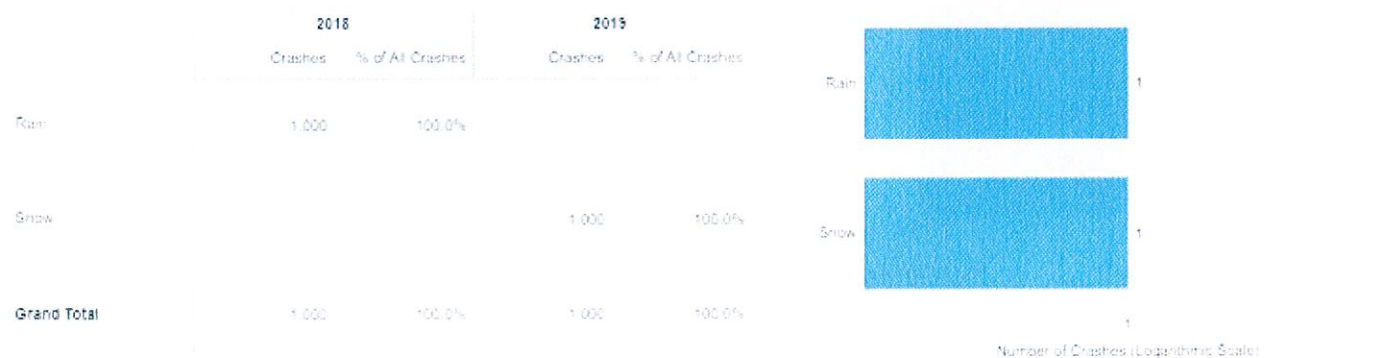 2018 2019
Crashes % of All Crashes Crashes % of All Crashes
Rain 1.000 100.0%
Snow 1.000 100.0%
Grand Total 1.000 100.0% 1.000 100.0%
Rain 1
Snow 1
1
Number of Crashes (Logarithmic Scale)